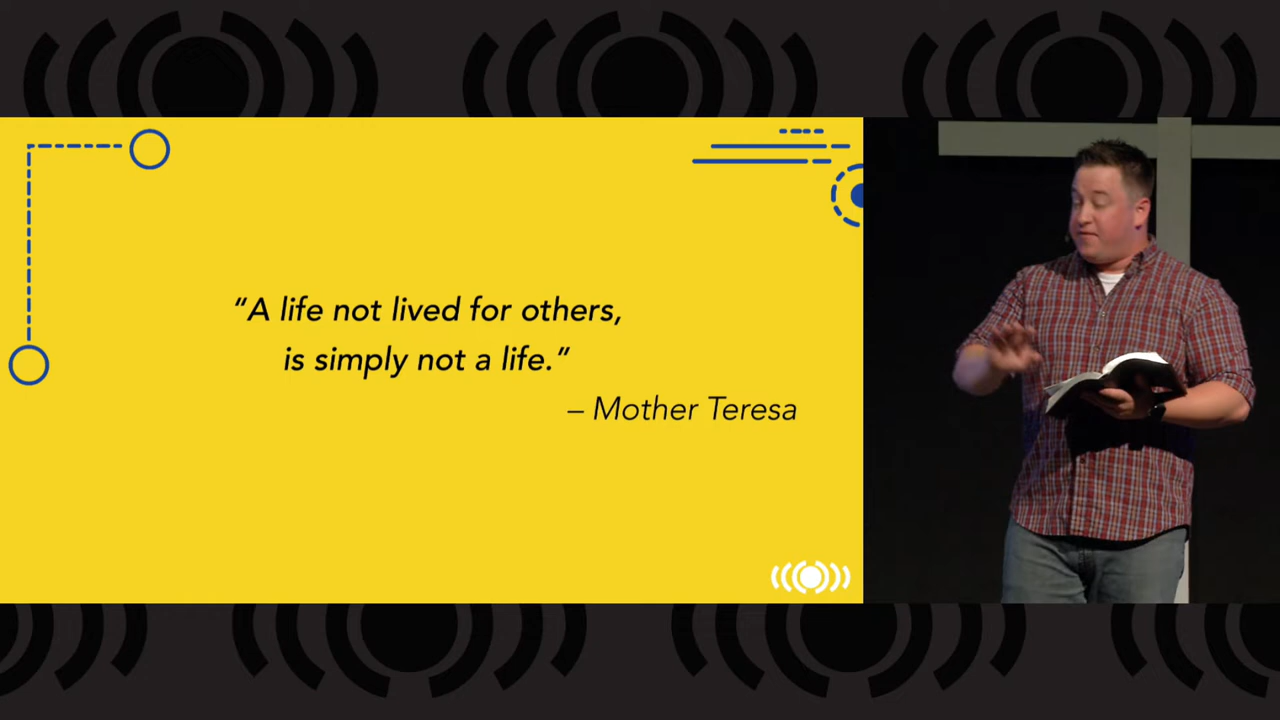 “A life not lived for others,
is simply not a life.”
– Mother Teresa